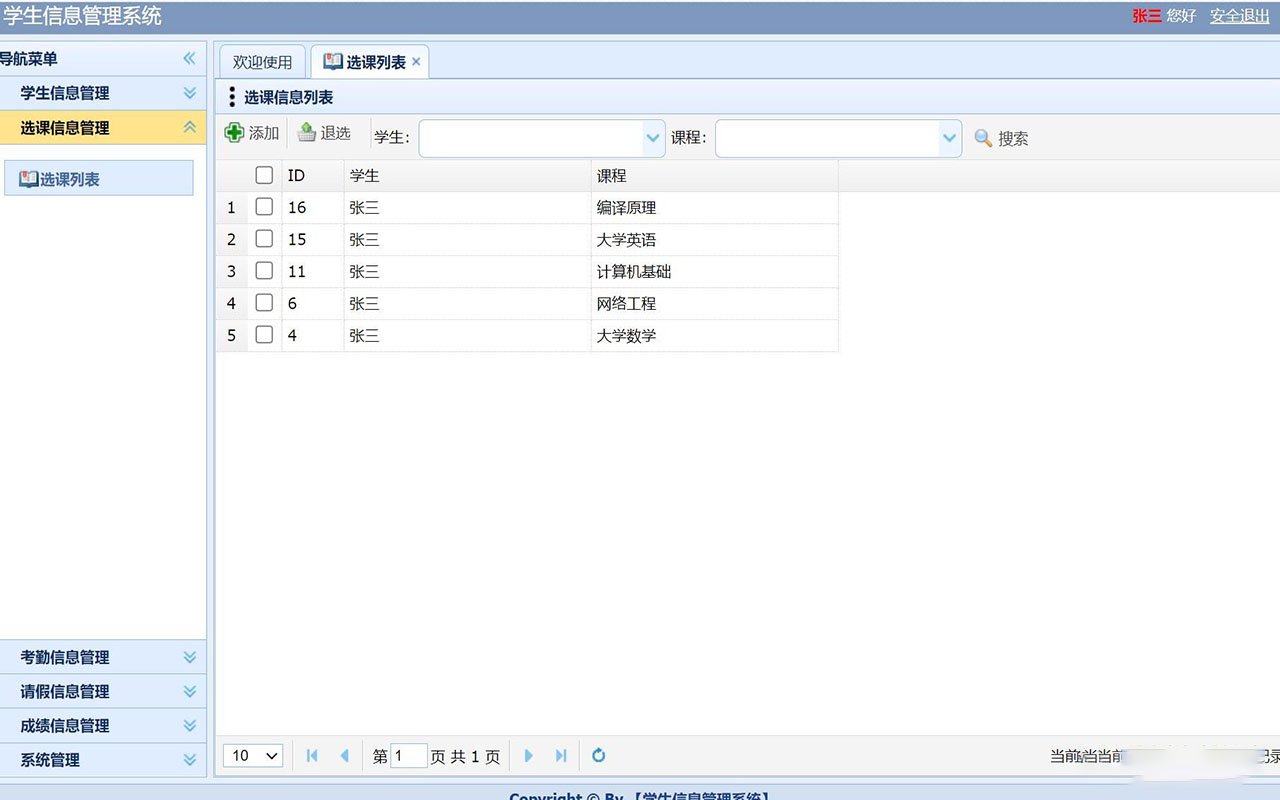 学生信息管理系统 张三 您好 安全退出
导航菜单
学生信息管理
选课信息管理
选课列表
考勤信息管理
请假信息管理
成绩信息管理
系统管理
欢迎使用 选课列表
选课信息列表
添加 退选 学生: 课程: 搜索
ID 学生 课程
1 16 张三 编译原理
2 15 张三 大学英语
3 11 张三 计算机基础
4 6 张三 网络工程
5 4 张三 大学数学
10 第 1 页 共 1 页 当前
Copyright © By 【学生信息管理系统】